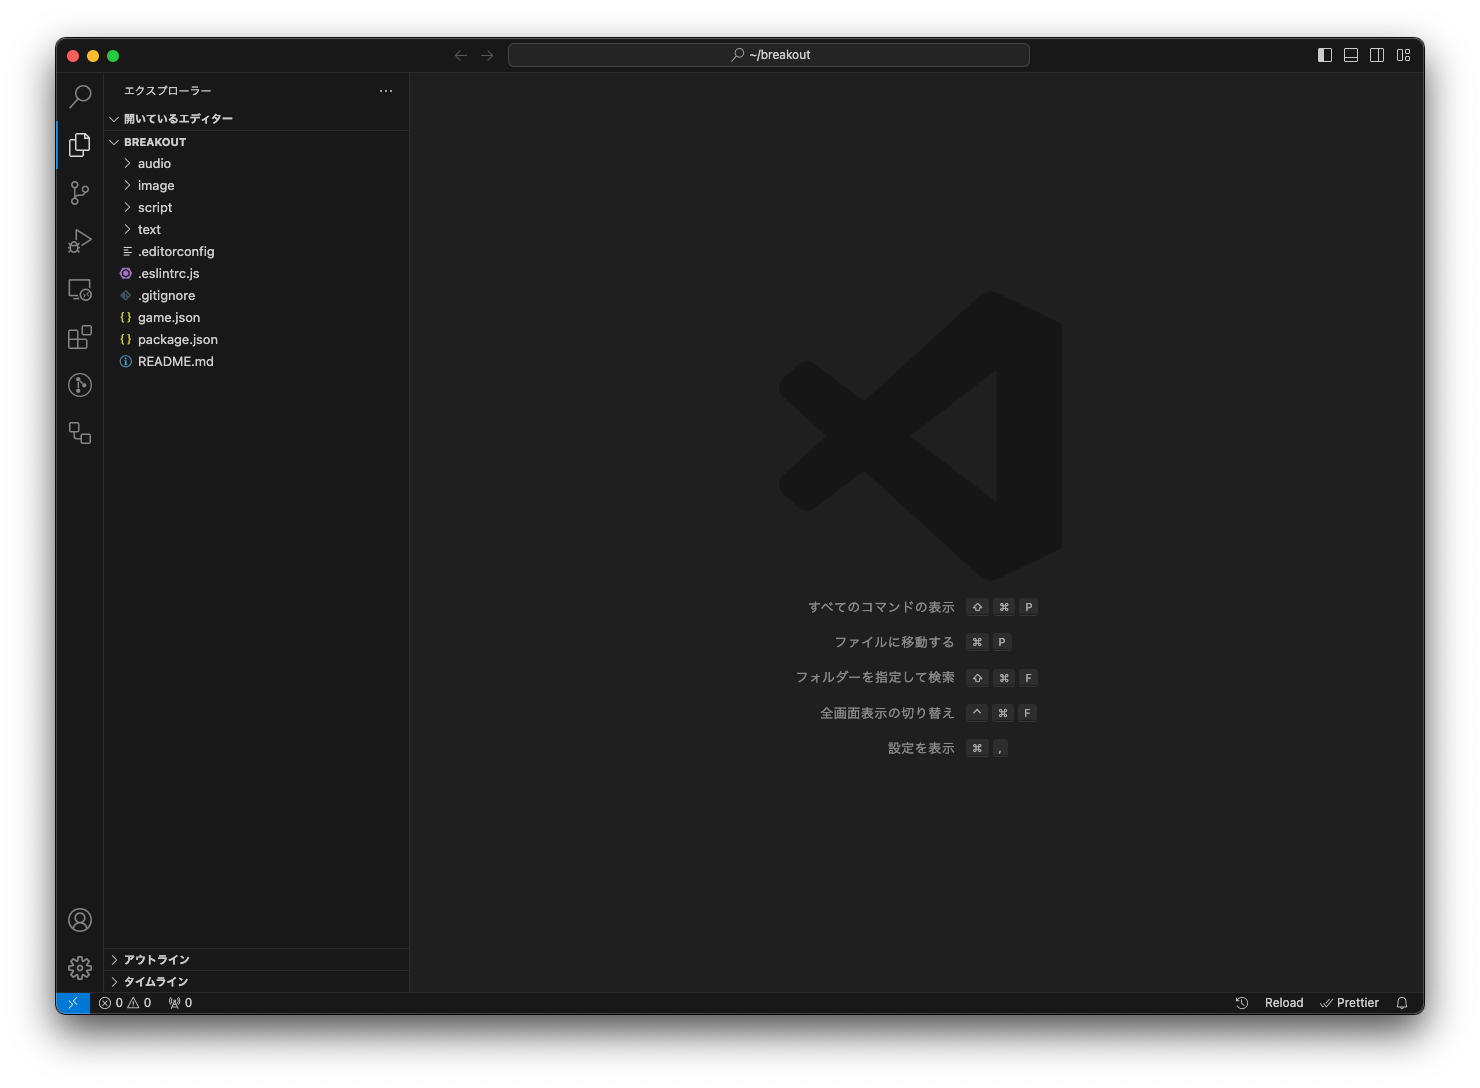 ~/breakout
エクスプローラー
開いているエディター
BREAKOUT
audio
image
script
text
.editorconfig
.eslintrc.js
.gitignore
game.json
package.json
README.md
アウトライン
タイムライン
すべてのコマンドの表示 ⇧ ⌘ P
ファイルに移動する ⌘ P
フォルダーを指定して検索 ⇧ ⌘ F
全画面表示の切り替え ^ ⌘ F
設定を表示 ⌘ ,
0 0 0
Reload Prettier